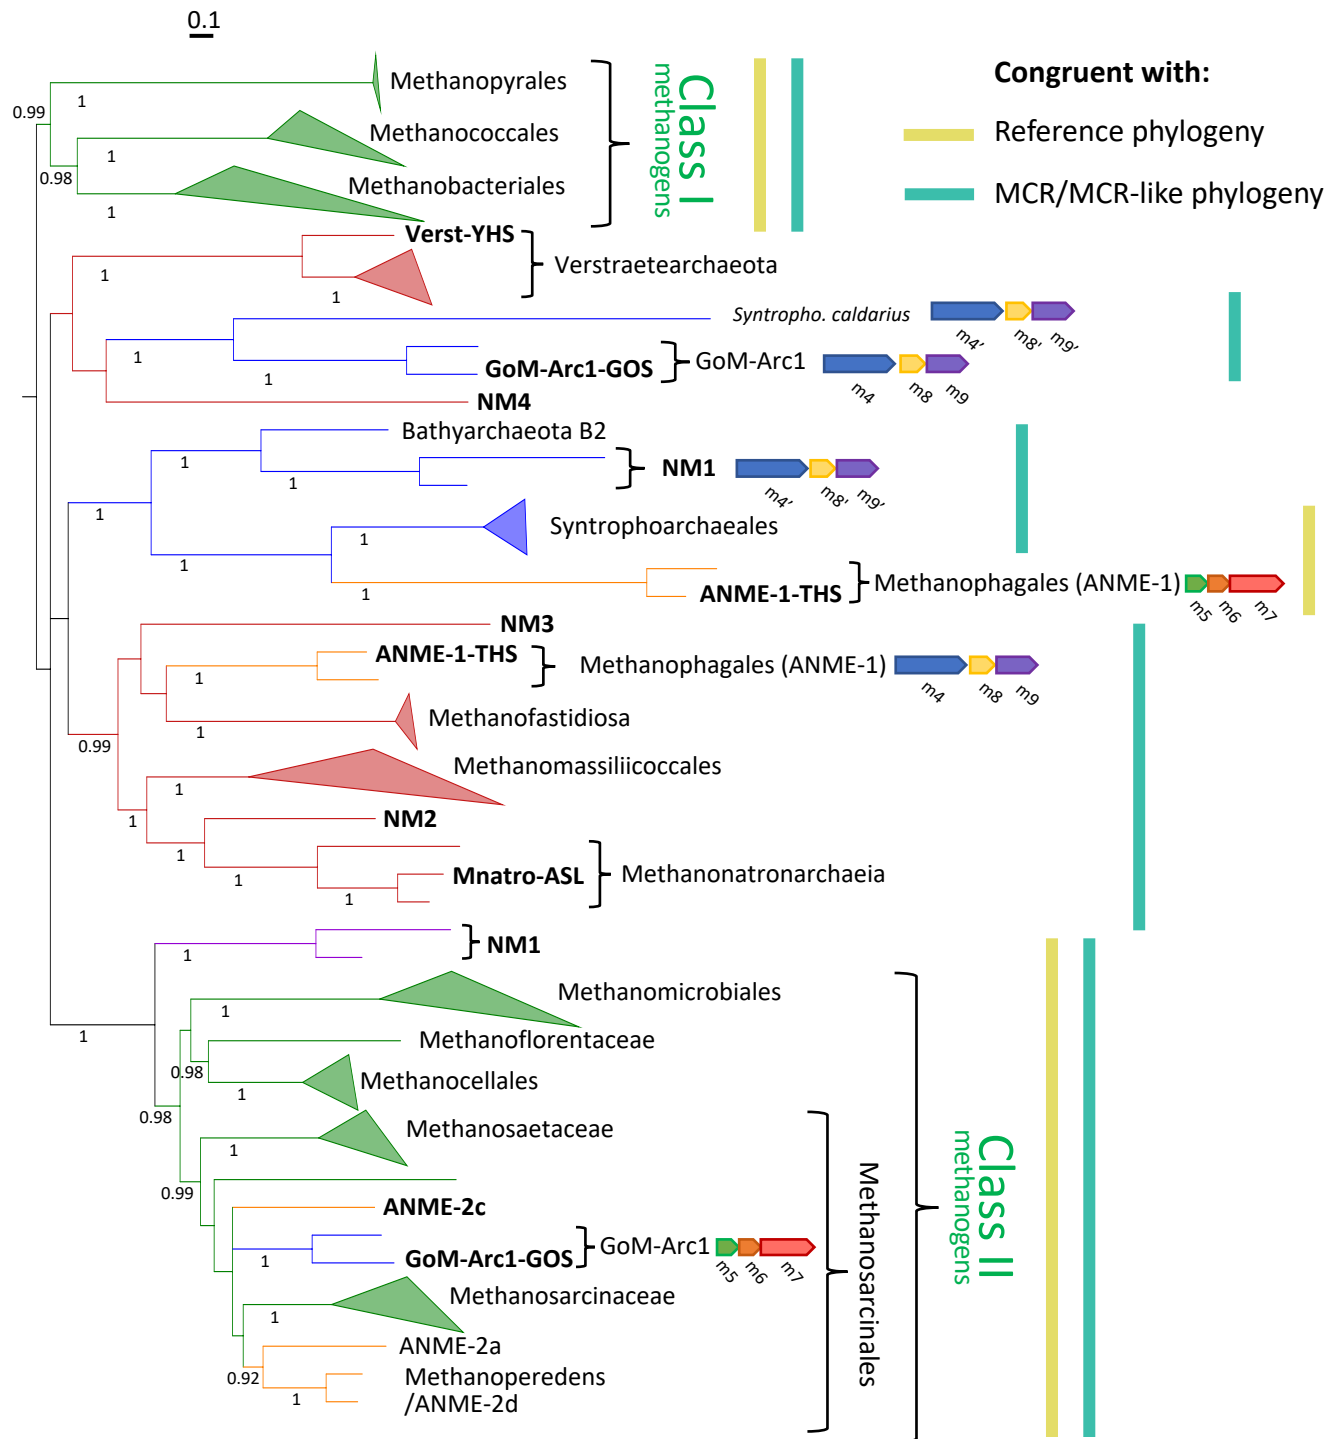 0.1
Congruent with:
Reference phylogeny
MCR/MCR-like phylogeny
Class I
methanogens
Methanopyrales
1
0.99
Methanococcales
1
0.98
Methanobacteriales
1
Verst-YHS
1
Verstraetearchaeota
1
Syntropho. caldarius
m4' m8' m9'
1
GoM-Arc1-GOS
GoM-Arc1
m4 m8 m9
1
NM4
Bathyarchaeota B2
1
NM1
m4' m8' m9'
1
1
Syntrophoarchaeales
1
1
ANME-1-THS
Methanophagales (ANME-1)
m5 m6 m7
1
NM3
ANME-1-THS
Methanophagales (ANME-1)
m4 m8 m9
1
Methanofastidiosa
1
0.99
Methanomassiliicoccales
1
NM2
1
1
Mnatro-ASL
Methanonatronarchaeia
1
1
NM1
1
Methanomicrobiales
1
1
Methanoflorentaceae
0.98
Methanocellales
1
0.98
Methanosaetaceae
1
0.99
ANME-2c
GoM-Arc1-GOS
GoM-Arc1
m5 m6 m7
1
Methanosarcinaceae
1
ANME-2a
0.92
Methanoperedens
/ANME-2d
1
Methanosarcinales
Class II
methanogens